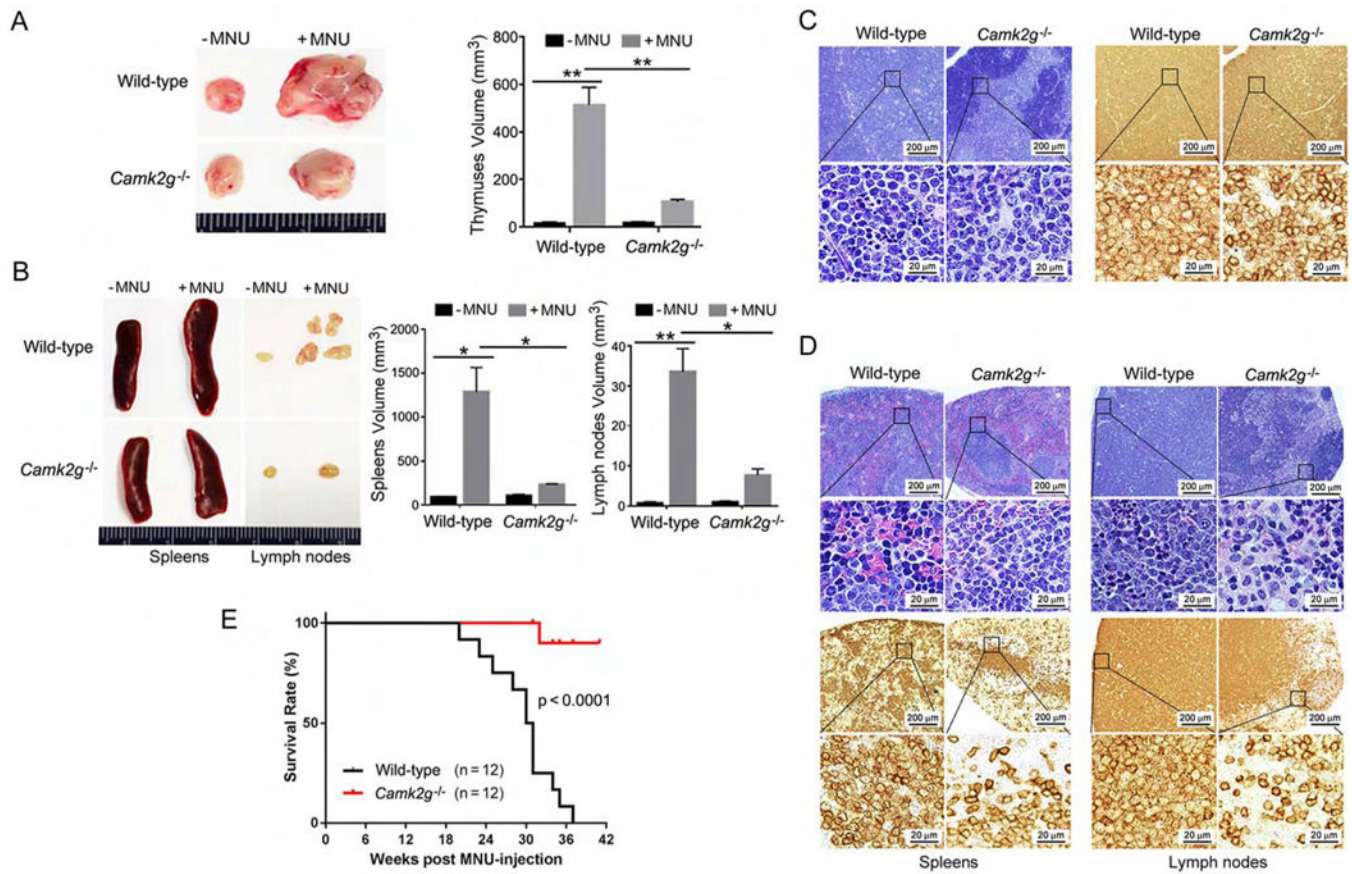 A
-MNU +MNU
Wild-type
Camk2g-/-
-MNU +MNU
Thymuses Volume (mm3)
800
600
400
200
0
** **
Wild-type Camk2g-/-
B
-MNU +MNU -MNU +MNU
Wild-type
Camk2g-/-
Spleens Lymph nodes
-MNU +MNU
Spleens Volume (mm3)
2000
1500
1000
500
0
* *
Wild-type Camk2g-/-
-MNU +MNU
Lymph nodes Volume (mm3)
40
30
20
10
0
** *
Wild-type Camk2g-/-
C
Wild-type Camk2g-/- Wild-type Camk2g-/-
200 μm 200 μm 200 μm 200 μm
20 μm 20 μm 20 μm 20 μm
D
Wild-type Camk2g-/- Wild-type Camk2g-/-
200 μm 200 μm 200 μm 200 μm
20 μm 20 μm 20 μm 20 μm
200 μm 200 μm 200 μm 200 μm
20 μm 20 μm 20 μm 20 μm
Spleens Lymph nodes
E
Survival Rate (%)
100
50
0
p < 0.0001
Wild-type (n = 12)
Camk2g-/- (n = 12)
0 6 12 18 24 30 36 42
Weeks post MNU-injection